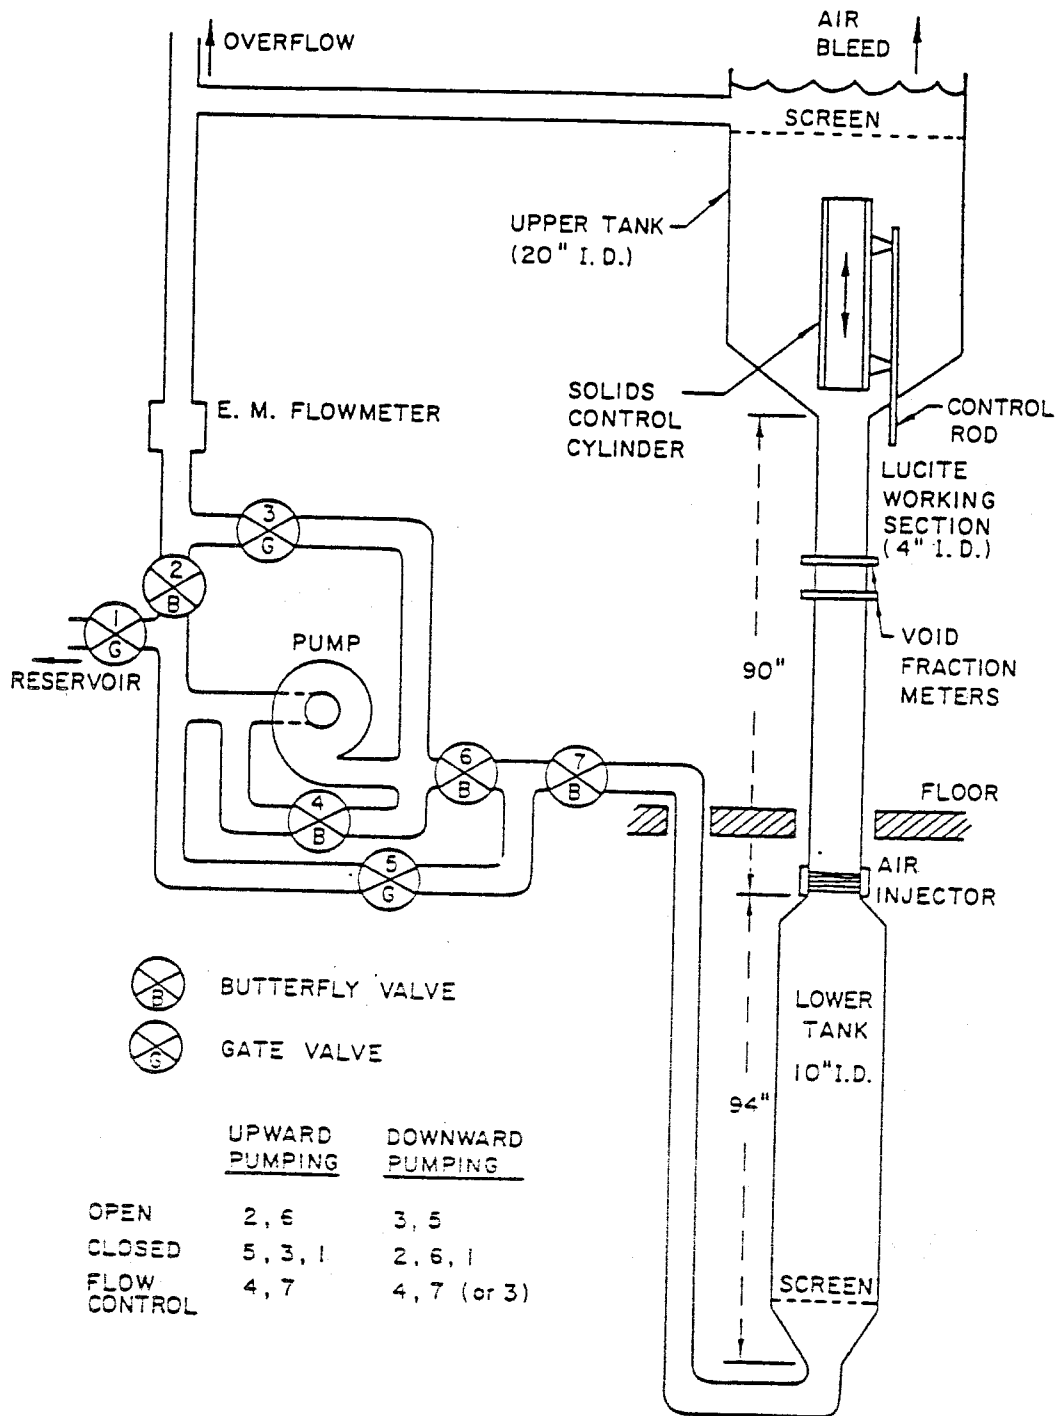 OVERFLOW
AIR
BLEED
SCREEN
UPPER TANK
(20" I.D.)
SOLIDS
CONTROL
CYLINDER
CONTROL
ROD
E. M. FLOWMETER
LUCITE
WORKING
SECTION
(4" I.D.)
3
G
2
B
1
G
RESERVOIR
PUMP
90"
VOID
FRACTION
METERS
6
B
7
B
4
B
5
G
FLOOR
AIR
INJECTOR
B
BUTTERFLY VALVE
G
GATE VALVE
LOWER
TANK
10" I.D.
94"
SCREEN
UPWARD PUMPING DOWNWARD PUMPING
OPEN 2, 6 3, 5
CLOSED 5, 3, 1 2, 6, 1
FLOW CONTROL 4, 7 4, 7 (or 3)